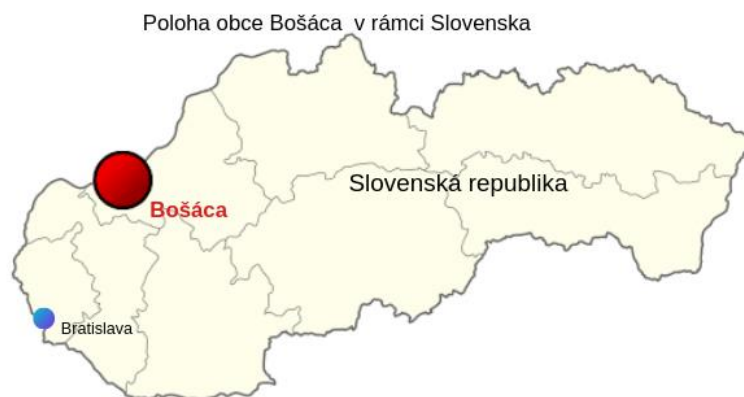 Poloha obce Bošáca  v rámci Slovenska
Slovenská republika
Bošáca
Bratislava